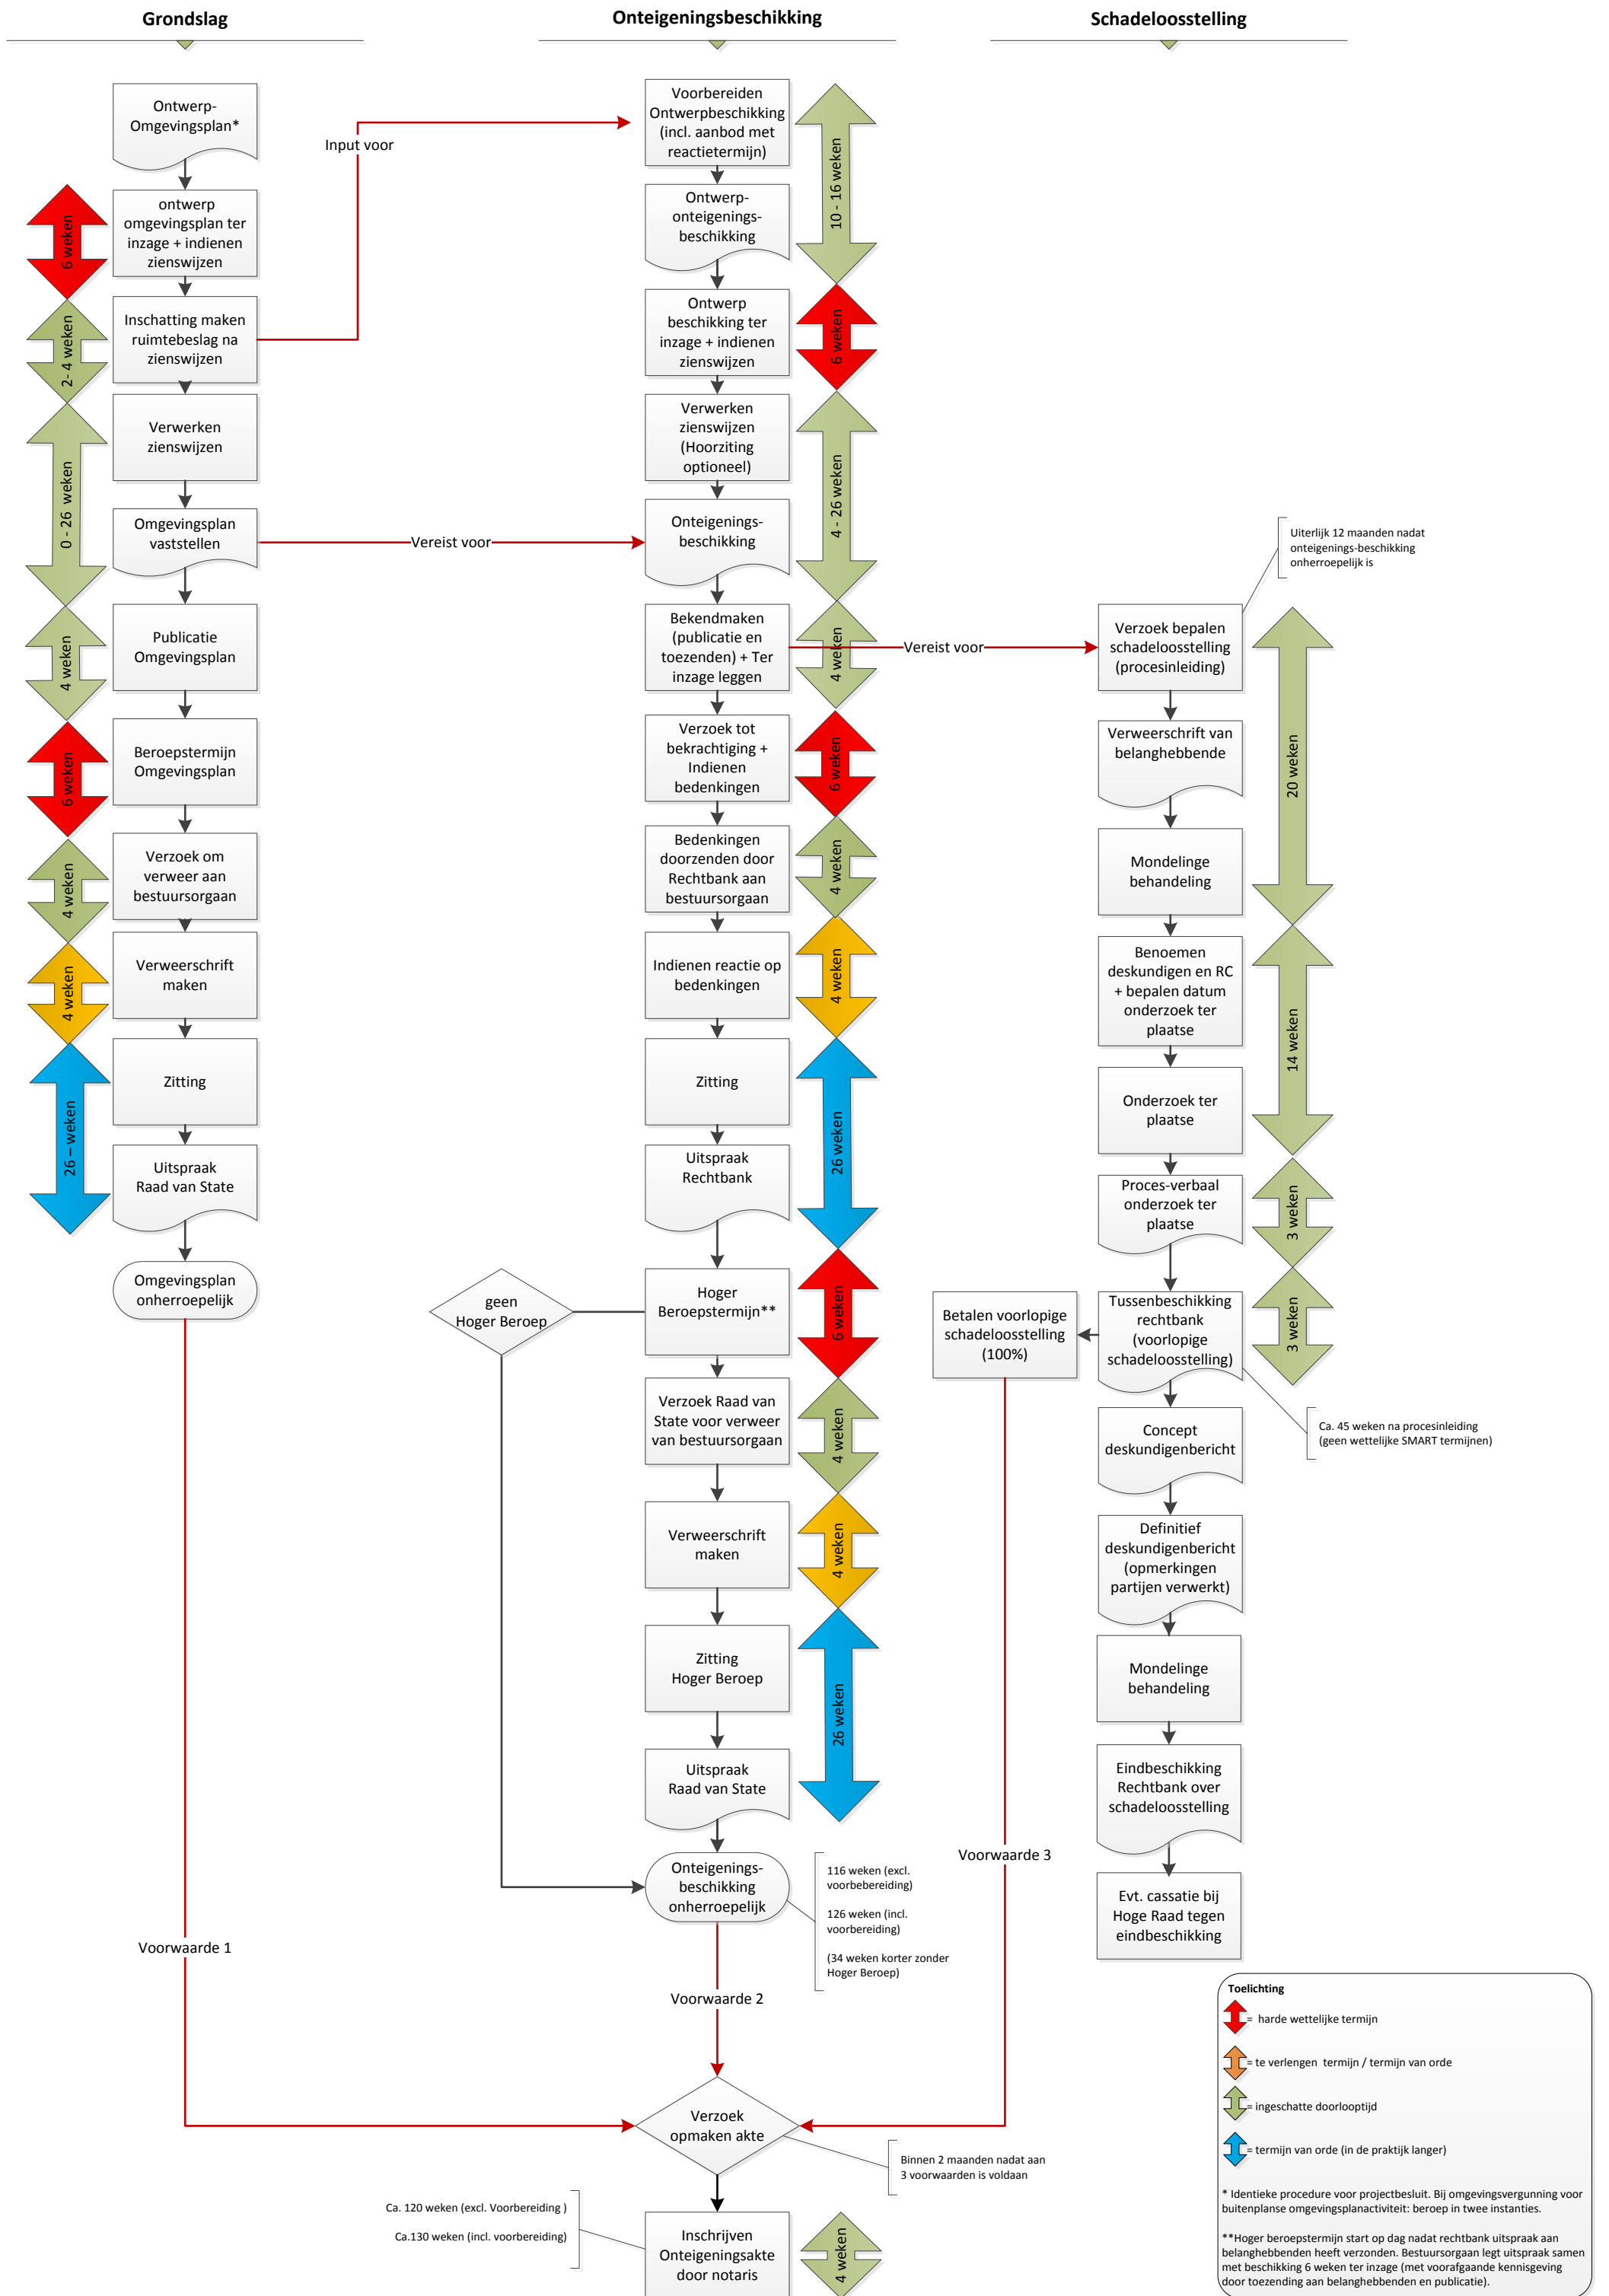 Grondslag
Ontwerp-
Omgevingsplan*
6 weken
ontwerp
omgevingsplan ter
inzage + indienen
zienswijzen
2- 4 weken
Inschatting maken
ruimtebeslag na
zienswijzen
Input voor
0 - 26  weken
Verwerken
zienswijzen
Omgevingsplan
vaststellen
Vereist voor
4 weken
Publicatie
Omgevingsplan
6 weken
Beroepstermijn
Omgevingsplan
4 weken
Verzoek om
verweer aan
bestuursorgaan
4 weken
Verweerschrift
maken
26 – weken
Zitting
Uitspraak
Raad van State
Omgevingsplan
onherroepelijk
Voorwaarde 1
Onteigeningsbeschikking
Voorbereiden
Ontwerpbeschikking
(incl. aanbod met
reactietermijn)
10 - 16 weken
Ontwerp-
onteigenings-
beschikking
Ontwerp
beschikking ter
inzage + indienen
zienswijzen
6 weken
Verwerken
zienswijzen
(Hoorziting
optioneel)
4 - 26 weken
Onteigenings-
beschikking
Bekendmaken
(publicatie en
toezenden) + Ter
inzage leggen
4 weken
Vereist voor
Verzoek tot
bekrachtiging +
Indienen
bedenkingen
6 weken
Bedenkingen
doorzenden door
Rechtbank aan
bestuursorgaan
4 weken
Indienen reactie op
bedenkingen
4 weken
Zitting
26 weken
Uitspraak
Rechtbank
geen
Hoger Beroep
Hoger
Beroepstermijn**
6 weken
Verzoek Raad van
State voor verweer
van bestuursorgaan
4 weken
Verweerschrift
maken
4 weken
Zitting
Hoger Beroep
26 weken
Uitspraak
Raad van State
Onteigenings-
beschikking
onherroepelijk
116 weken (excl.
voorbebereiding)
126 weken (incl.
voorbereiding)
(34 weken korter zonder
Hoger Beroep)
Voorwaarde 2
Verzoek
opmaken akte
Binnen 2 maanden nadat aan
3 voorwaarden is voldaan
Ca. 120 weken (excl. Voorbereiding )
Ca.130 weken (incl. voorbereiding)
Inschrijven
Onteigeningsakte
door notaris
4 weken
Schadeloosstelling
Uiterlijk 12 maanden nadat
onteigenings-beschikking
onherroepelijk is
Verzoek bepalen
schadeloosstelling
(procesinleiding)
20 weken
Verweerschrift van
belanghebbende
Mondelinge
behandeling
Benoemen
deskundigen en RC
+ bepalen datum
onderzoek ter
plaatse
14 weken
Onderzoek ter
plaatse
Proces-verbaal
onderzoek ter
plaatse
3 weken
Betalen voorlopige
schadeloosstelling
(100%)
Tussenbeschikking
rechtbank
(voorlopige
schadeloosstelling)
3 weken
Ca. 45 weken na procesinleiding
(geen wettelijke SMART termijnen)
Concept
deskundigenbericht
Definitief
deskundigenbericht
(opmerkingen
partijen verwerkt)
Mondelinge
behandeling
Eindbeschikking
Rechtbank over
schadeloosstelling
Voorwaarde 3
Evt. cassatie bij
Hoge Raad tegen
eindbeschikking
Toelichting
=  harde wettelijke termijn
= te verlengen  termijn / termijn van orde
= ingeschatte doorlooptijd
= termijn van orde (in de praktijk langer)
* Identieke procedure voor projectbesluit. Bij omgevingsvergunning voor
buitenplanse omgevingsplanactiviteit: beroep in twee instanties.
**Hoger beroepstermijn start op dag nadat rechtbank uitspraak aan
belanghebbenden heeft verzonden. Bestuursorgaan legt uitspraak samen
met beschikking 6 weken ter inzage (met voorafgaande kennisgeving
door toezending aan belanghebbenden en publicatie).